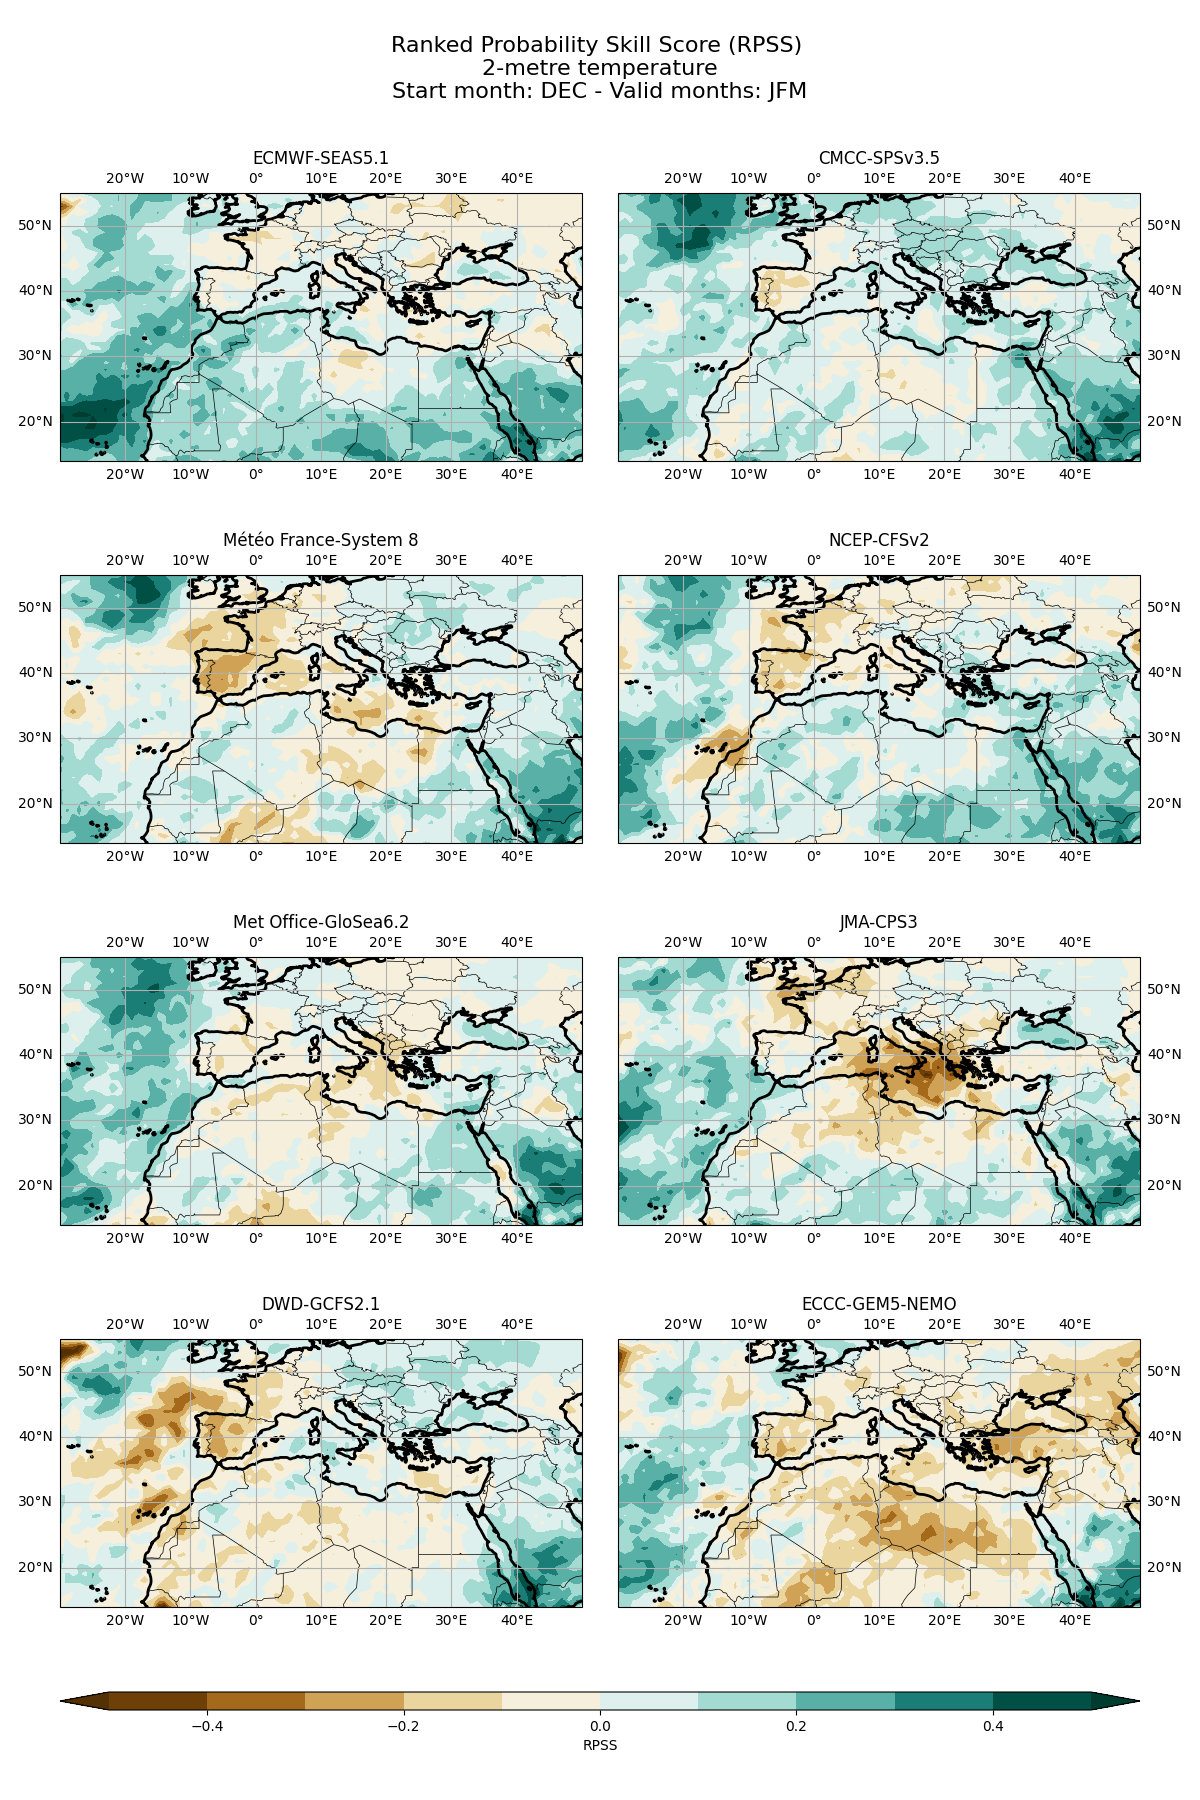 Ranked Probability Skill Score (RPSS)
2-metre temperature
Start month: DEC - Valid months: JFM
ECMWF-SEAS5.1
20°W 10°W 0° 10°E 20°E 30°E 40°E
50°N
40°N
30°N
20°N
20°W 10°W 0° 10°E 20°E 30°E 40°E
CMCC-SPSv3.5
20°W 10°W 0° 10°E 20°E 30°E 40°E
50°N
40°N
30°N
20°N
20°W 10°W 0° 10°E 20°E 30°E 40°E
Météo France-System 8
20°W 10°W 0° 10°E 20°E 30°E 40°E
50°N
40°N
30°N
20°N
20°W 10°W 0° 10°E 20°E 30°E 40°E
NCEP-CFSv2
20°W 10°W 0° 10°E 20°E 30°E 40°E
50°N
40°N
30°N
20°N
20°W 10°W 0° 10°E 20°E 30°E 40°E
Met Office-GloSea6.2
20°W 10°W 0° 10°E 20°E 30°E 40°E
50°N
40°N
30°N
20°N
20°W 10°W 0° 10°E 20°E 30°E 40°E
JMA-CPS3
20°W 10°W 0° 10°E 20°E 30°E 40°E
50°N
40°N
30°N
20°N
20°W 10°W 0° 10°E 20°E 30°E 40°E
DWD-GCFS2.1
20°W 10°W 0° 10°E 20°E 30°E 40°E
50°N
40°N
30°N
20°N
20°W 10°W 0° 10°E 20°E 30°E 40°E
ECCC-GEM5-NEMO
20°W 10°W 0° 10°E 20°E 30°E 40°E
50°N
40°N
30°N
20°N
20°W 10°W 0° 10°E 20°E 30°E 40°E
−0.4 −0.2 0.0 0.2 0.4
RPSS